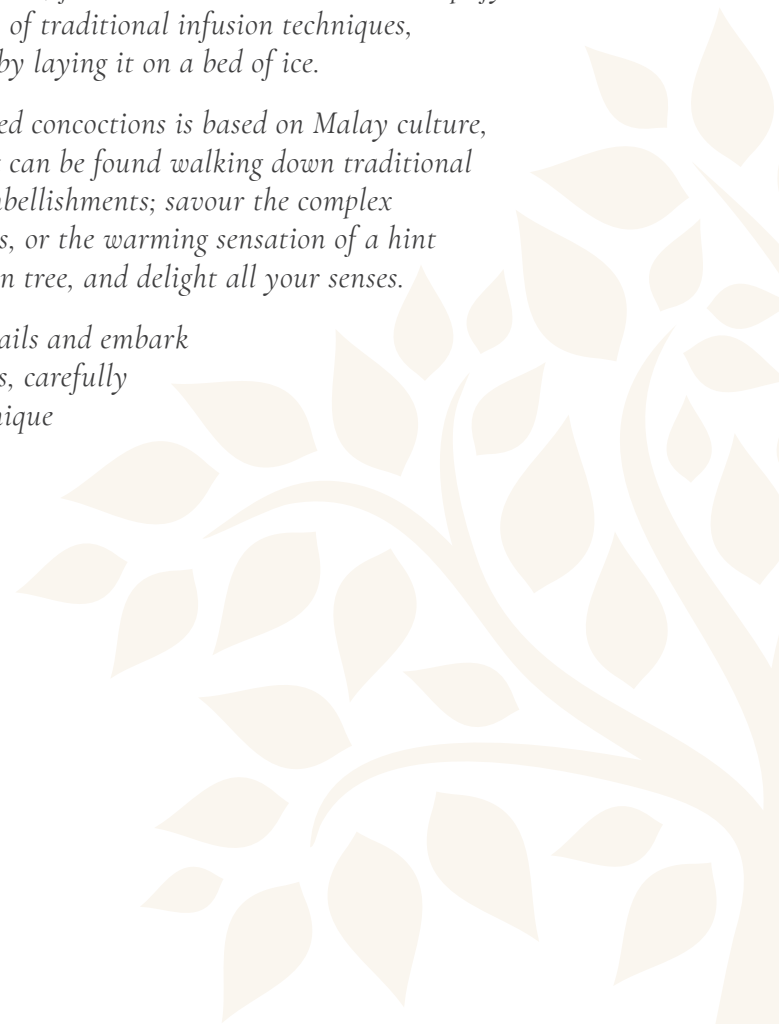 of traditional infusion techniques,
by laying it on a bed of ice.
ed concoctions is based on Malay culture,
can be found walking down traditional
bellishments; savour the complex
s, or the warming sensation of a hint
n tree, and delight all your senses.
ails and embark
s, carefully
ique